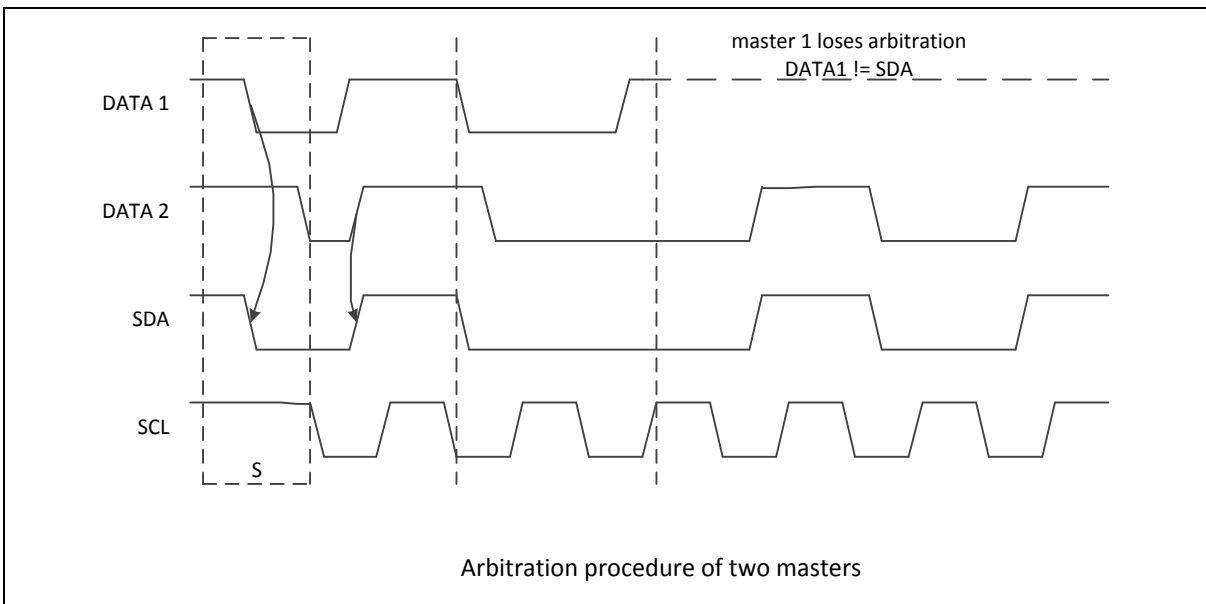 master 1 loses arbitration
DATA1 != SDA
DATA 1
DATA 2
SDA
SCL
S
Arbitration procedure of two masters